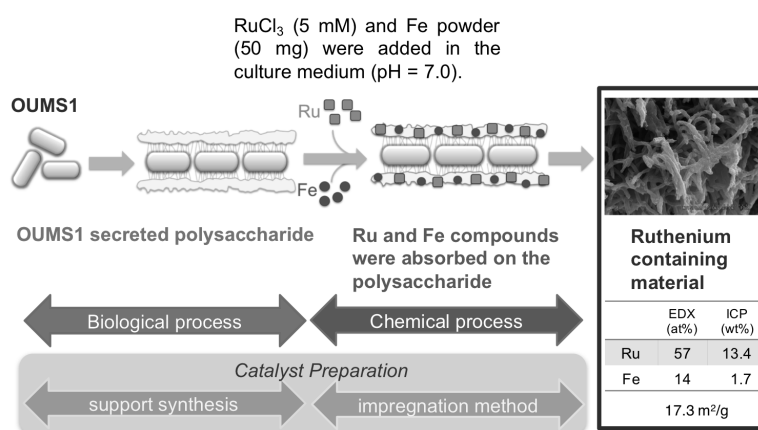 RuCl₃ (5 mM) and Fe powder
(50 mg) were added in the
culture medium (pH = 7.0).
OUMS1
Ru
Fe
OUMS1 secreted polysaccharide
Ru and Fe compounds
were absorbed on the
polysaccharide
Biological process
Chemical process
Catalyst Preparation
support synthesis
impregnation method
Ruthenium
containing
material
EDX
(at%)
ICP
(wt%)
Ru 57 13.4
Fe 14 1.7
17.3 m²/g